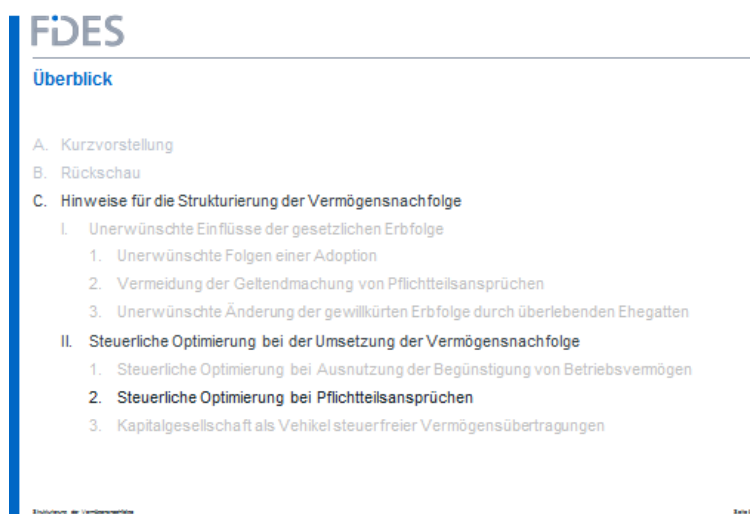 FiDES
Überblick
A. Kurzvorstellung
B. Rückschau
C. Hinweise für die Strukturierung der Vermögensnachfolge
I. Unerwünschte Einflüsse der gesetzlichen Erbfolge
1. Unerwünschte Folgen einer Adoption
2. Vermeidung der Geltendmachung von Pflichtteilsansprüchen
3. Unerwünschte Änderung der gewillkürten Erbfolge durch überlebenden Ehegatten
II. Steuerliche Optimierung bei der Umsetzung der Vermögensnachfolge
1. Steuerliche Optimierung bei Ausnutzung der Begünstigung von Betriebsvermögen
2. Steuerliche Optimierung bei Pflichtteilsansprüchen
3. Kapitalgesellschaft als Vehikel steuerfreier Vermögensübertragungen